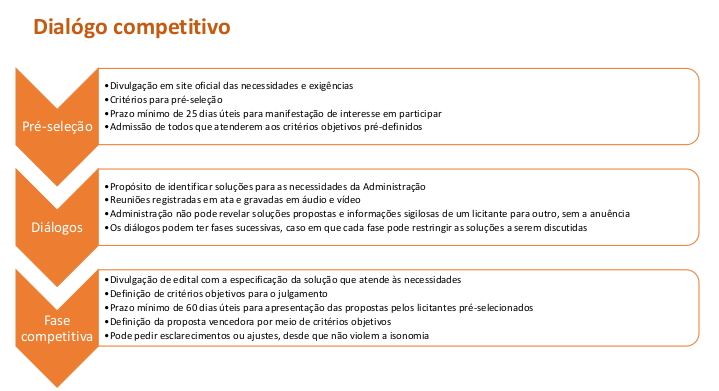 Dialógo competitivo
Pré-seleção
•Divulgação em site oficial das necessidades e exigências
•Critérios para pré-seleção
•Prazo mínimo de 25 dias úteis para manifestação de interesse em participar
•Admissão de todos que atenderem aos critérios objetivos pré-definidos
Diálogos
•Propósito de identificar soluções para as necessidades da Administração
•Reuniões registradas em ata e gravadas em áudio e vídeo
•Administração não pode revelar soluções propostas e informações sigilosas de um licitante para outro, sem a anuência
•Os diálogos podem ter fases sucessivas, caso em que cada fase pode restringir as soluções a serem discutidas
Fase
competitiva
•Divulgação de edital com a especificação da solução que atende às necessidades
•Definição de critérios objetivos para o julgamento
•Prazo mínimo de 60 dias úteis para apresentação das propostas pelos licitantes pré-selecionados
•Definição da proposta vencedora por meio de critérios objetivos
•Pode pedir esclarecimentos ou ajustes, desde que não violem a isonomia